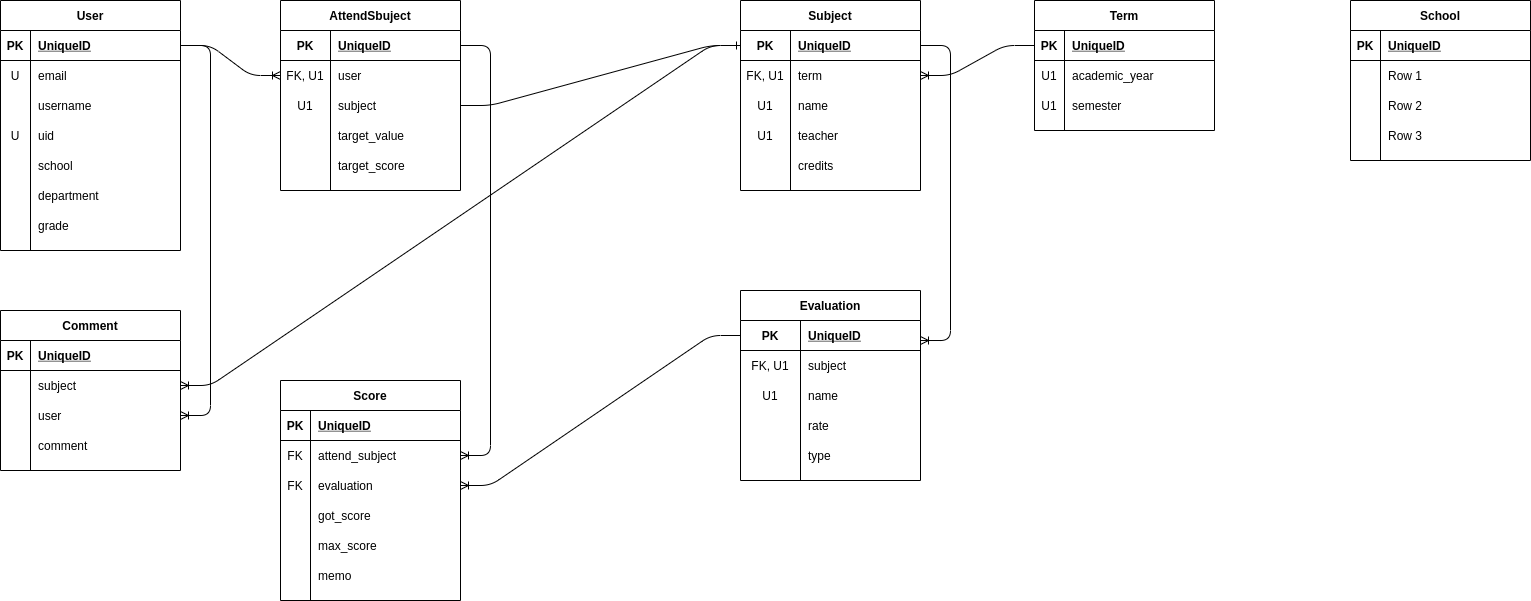 User
PK UniqueID
U email
username
U uid
school
department
grade
AttendSbuject
PK UniqueID
FK, U1 user
U1 subject
target_value
target_score
Subject
PK UniqueID
FK, U1 term
U1 name
U1 teacher
credits
Term
PK UniqueID
U1 academic_year
U1 semester
School
PK UniqueID
Row 1
Row 2
Row 3
Comment
PK UniqueID
subject
user
comment
Score
PK UniqueID
FK attend_subject
FK evaluation
got_score
max_score
memo
Evaluation
PK UniqueID
FK, U1 subject
U1 name
rate
type